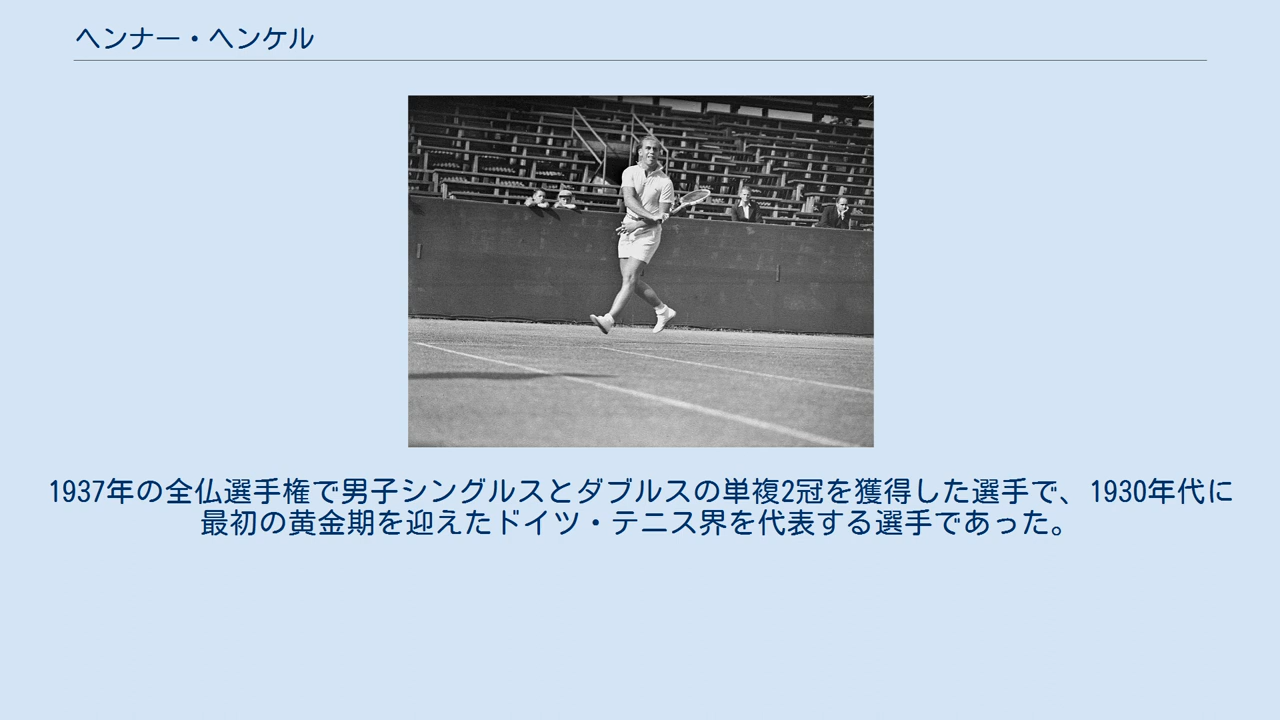 ヘンナー・ヘンケル
1937年の全仏選手権で男子シングルスとダブルスの単複2冠を獲得した選手で、1930年代に
最初の黄金期を迎えたドイツ・テニス界を代表する選手であった。